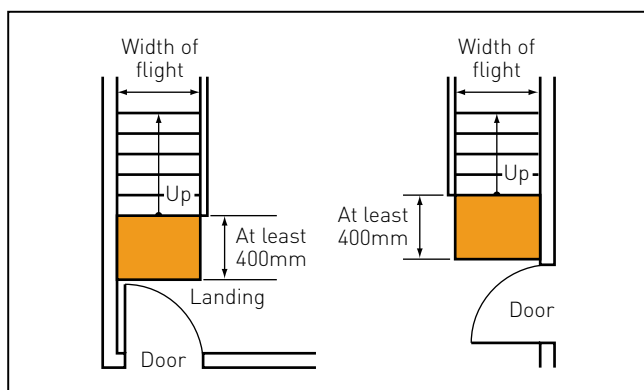 Width of
flight
Up
At least
400mm
Landing
Door
Width of
flight
Up
At least
400mm
Door